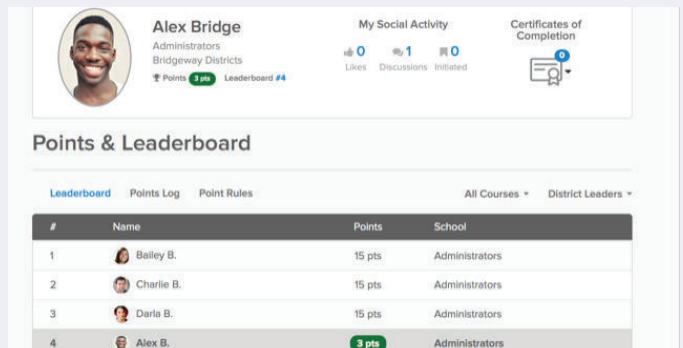 Alex Bridge
Administrators
Bridgeway Districts
Points 3 pts Leaderboard #4
My Social Activity
0 1 0
Likes Discussions Initiated
Certificates of
Completion
0
Points & Leaderboard
Leaderboard Points Log Point Rules All Courses District Leaders
# Name Points School
1 Bailey B. 15 pts Administrators
2 Charlie B. 15 pts Administrators
3 Darla B. 15 pts Administrators
4 Alex B. 3 pts Administrators